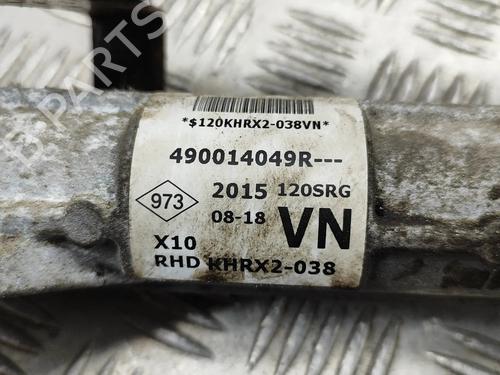 B-PARTS
*$120KHRX2-038VN*
490014049R---
973
2015 120SRG
08-18 VN
X10
RHD KHRX2-038